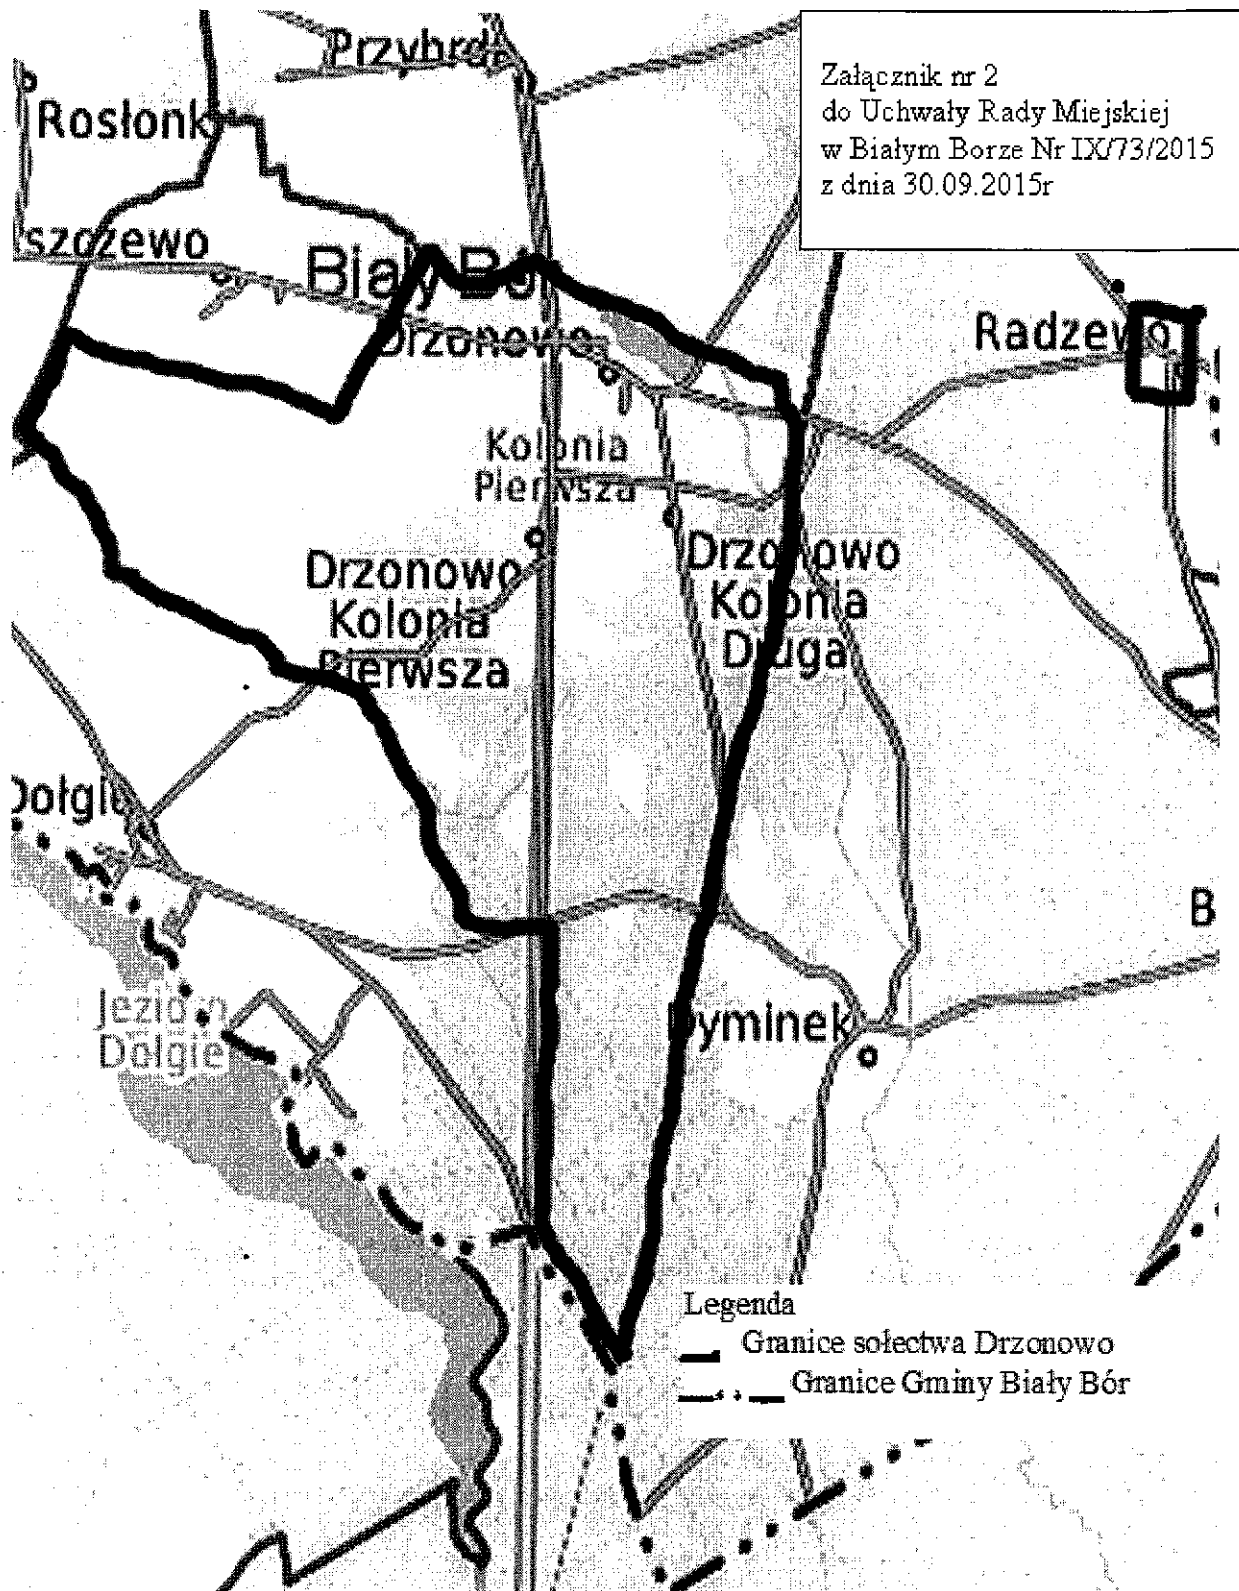 Załącznik nr 2
do Uchwały Rady Miejskiej
w Białym Borze Nr IX/73/2015
z dnia 30.09.2015r
Przybrd
Rosłonk
szczewo
Biały Bór
Drzonowo
Radzewo
Kolonia
Pierwsza
Drzonowo
Kolonia
Pierwsza
Drzonowo
Kolonia
Druga
Dołgie
B
Jezioro
Dołgie
Dyminek
Legenda
Granice sołectwa Drzonowo
Granice Gminy Biały Bór